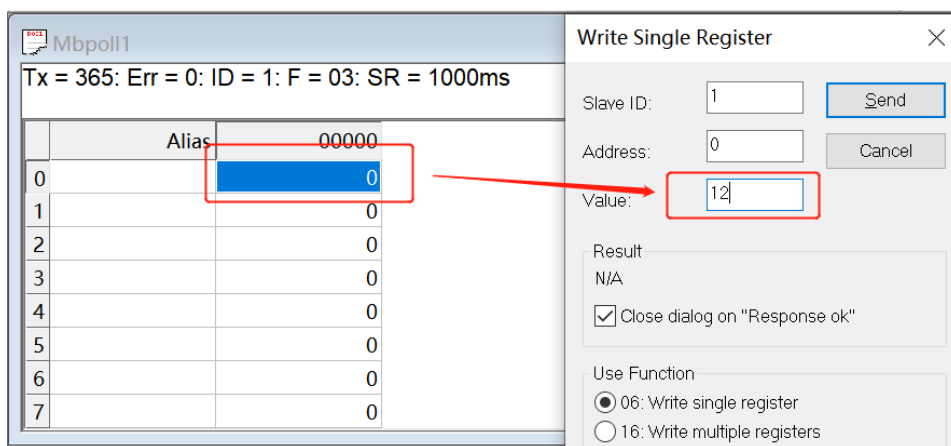 Mbpoll1
Tx = 365: Err = 0: ID = 1: F = 03: SR = 1000ms
Alias 00000
0 0
1 0
2 0
3 0
4 0
5 0
6 0
7 0
Write Single Register
Slave ID: 1 Send
Address: 0 Cancel
Value: 12
Result
N/A
Close dialog on "Response ok"
Use Function
06: Write single register
16: Write multiple registers